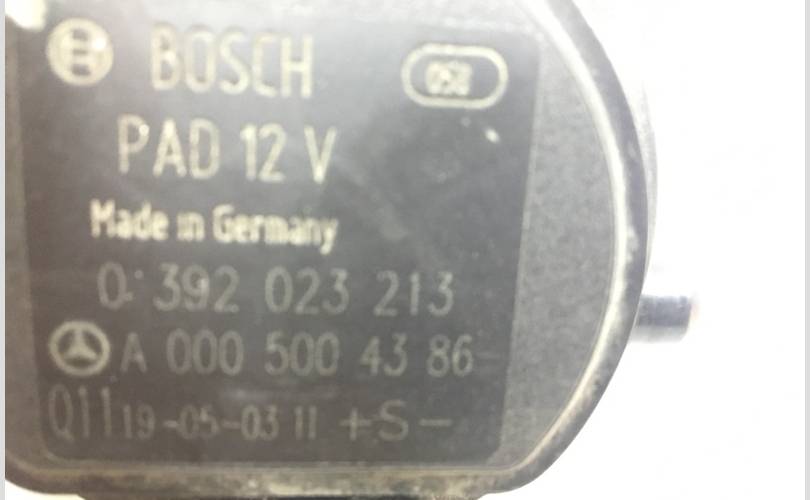 BOSCH 058
PAD 12 V
Made in Germany
0 392 023 213
A 000 500 43 86
Q11 19-05-03 11 +S-